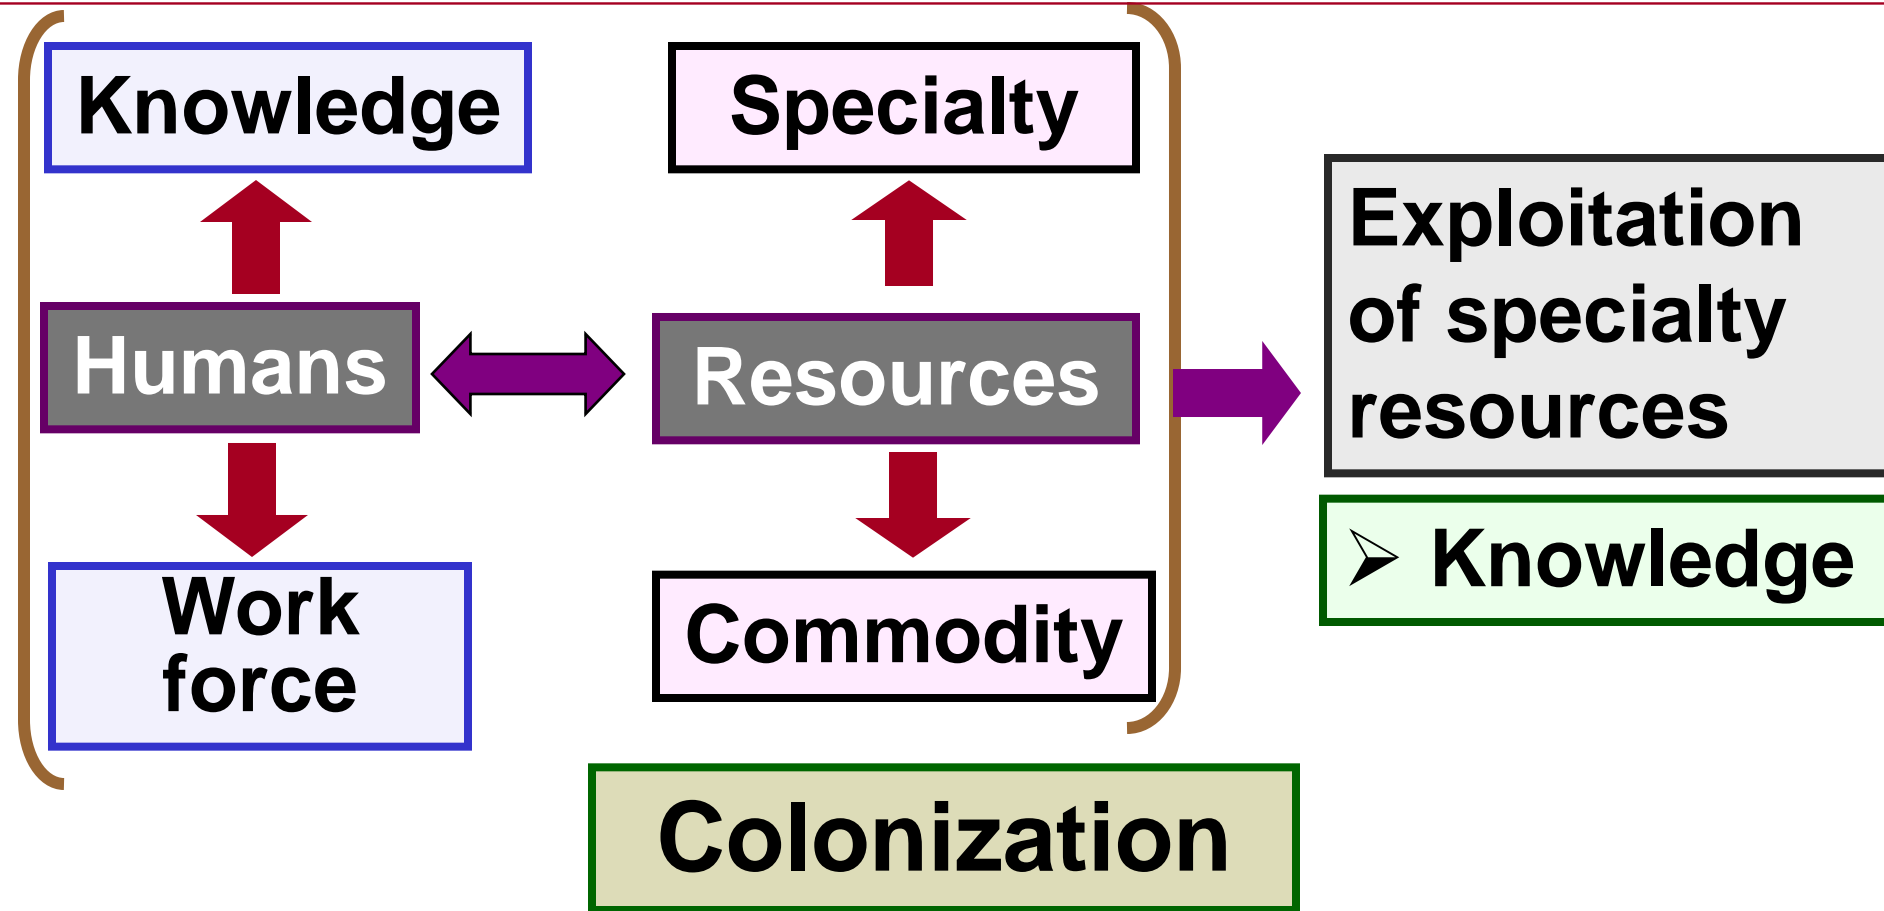 Knowledge
Specialty
Humans
Resources
Work
force
Commodity
Exploitation
of specialty
resources
➢ Knowledge
Colonization